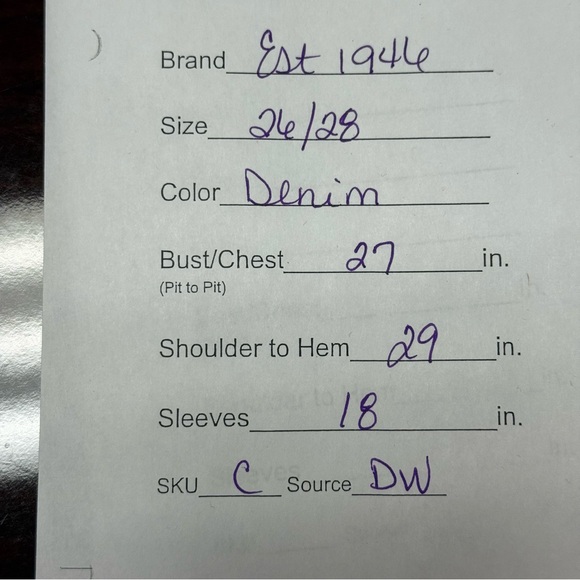 Brand Est 1946
Size 26/28
Color Denim
Bust/Chest 27 in.
(Pit to Pit)
Shoulder to Hem 29 in.
Sleeves 18 in.
SKU C Source DW